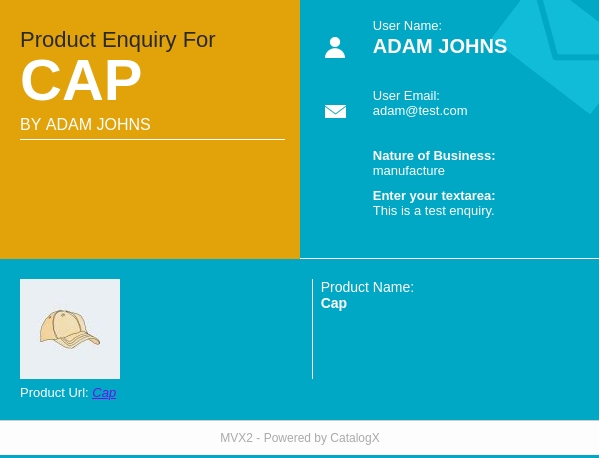 Product Enquiry For
CAP
BY ADAM JOHNS
User Name:
ADAM JOHNS
User Email:
adam@test.com
Nature of Business:
manufacture
Enter your textarea:
This is a test enquiry.
Product Url: Cap
Product Name:
Cap
MVX2 - Powered by CatalogX